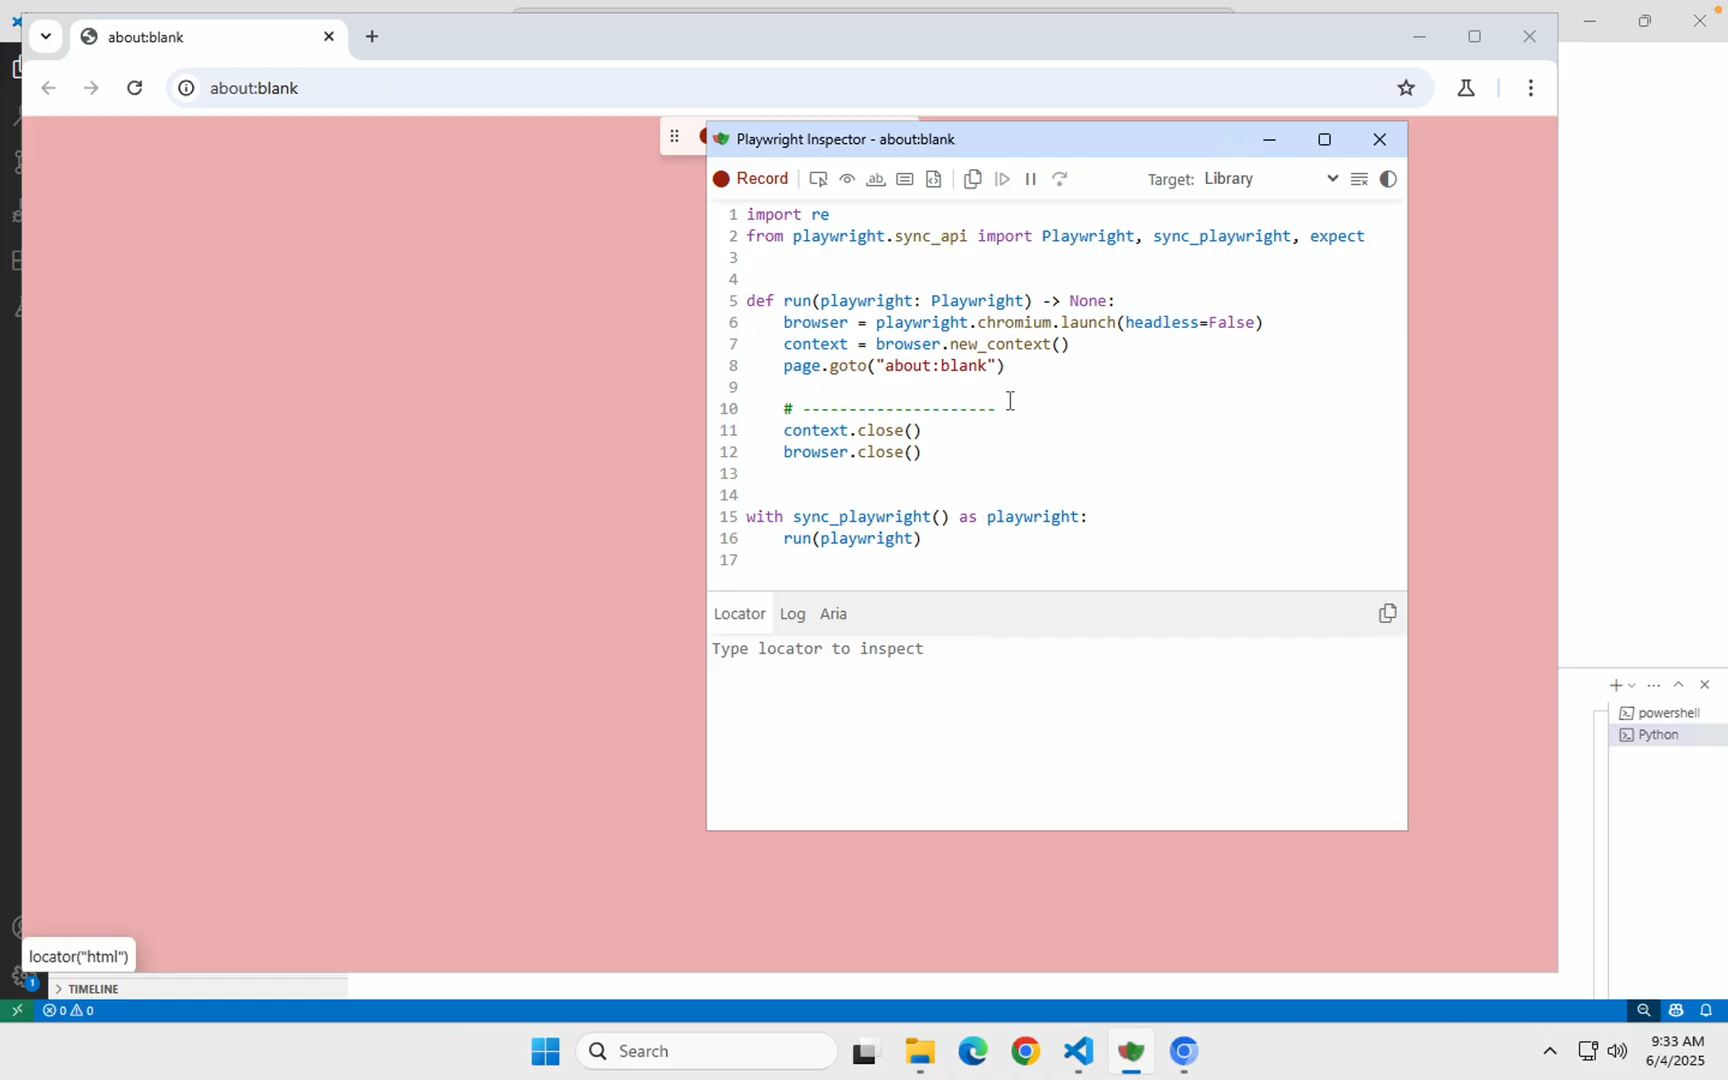 about:blank
about:blank
Playwright Inspector - about:blank
Record
Target: Library
1 import re
2 from playwright.sync_api import Playwright, sync_playwright, expect
3
4
5 def run(playwright: Playwright) -> None:
6 browser = playwright.chromium.launch(headless=False)
7 context = browser.new_context()
8 page.goto("about:blank")
9
10 # ---------------------
11 context.close()
12 browser.close()
13
14
15 with sync_playwright() as playwright:
16 run(playwright)
17
Locator Log Aria
Type locator to inspect
powershell
Python
locator("html")
1
TIMELINE
0 0
Search
9:33 AM
6/4/2025